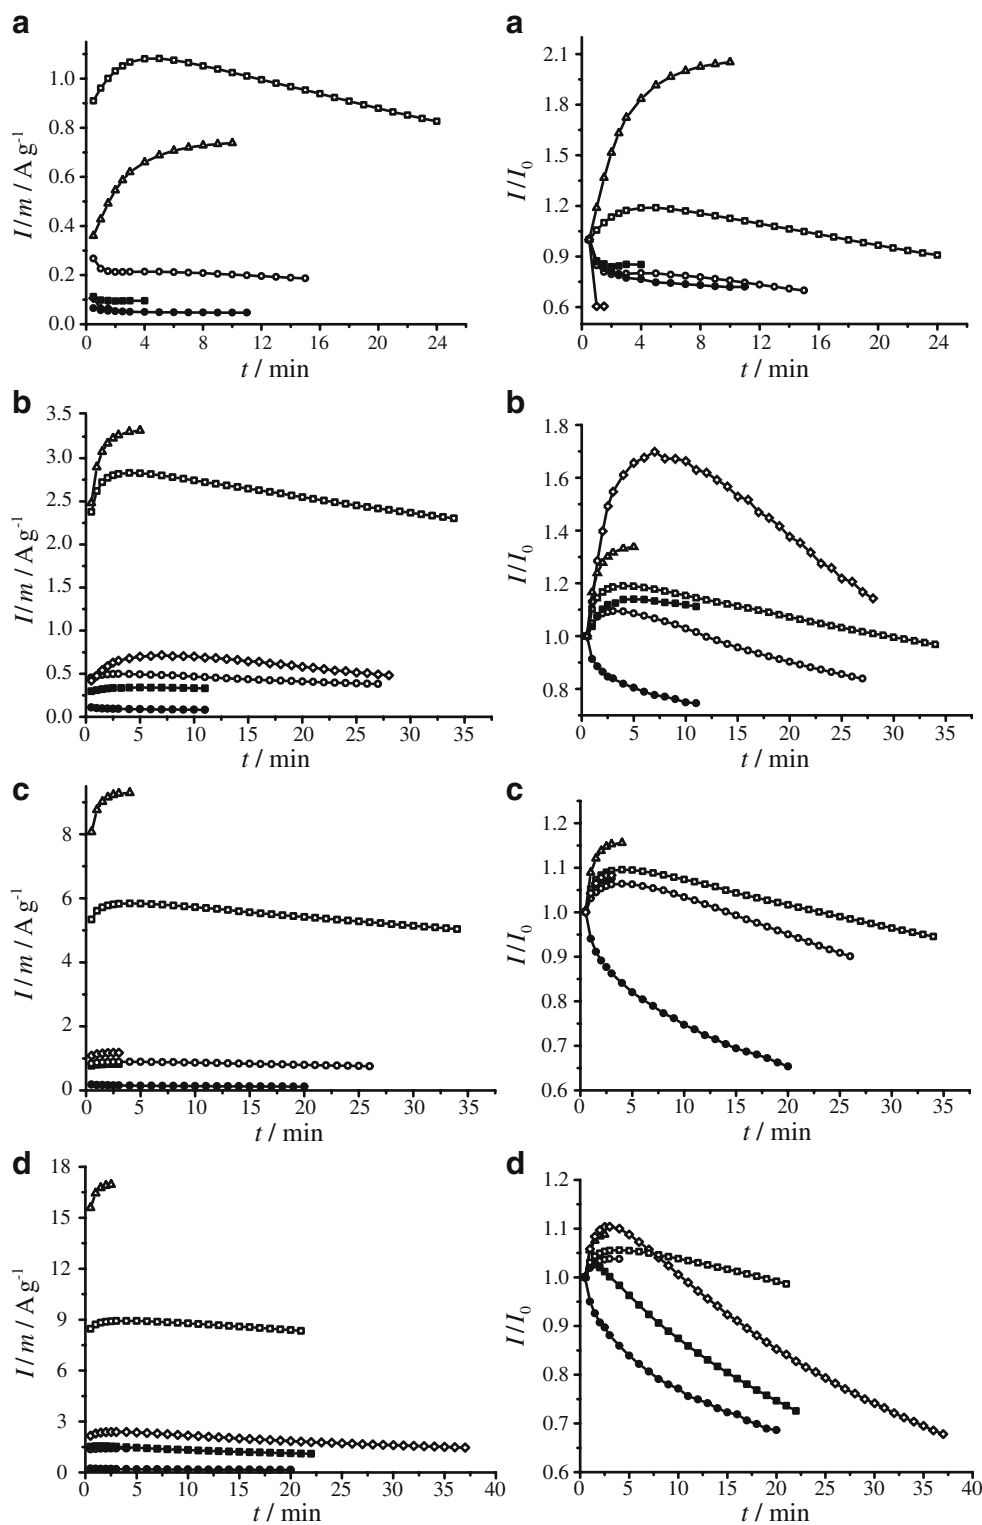 a
1.0
0.8
0.6
0.4
0.2
0.0
I/m / A g⁻¹
0 4 8 12 16 20 24
t / min
a
2.1
1.8
1.5
1.2
0.9
0.6
I/I₀
0 4 8 12 16 20 24
t / min
b
3.5
3.0
2.5
2.0
1.5
1.0
0.5
0.0
I/m / A g⁻¹
0 5 10 15 20 25 30 35
t / min
b
1.8
1.6
1.4
1.2
1.0
0.8
I/I₀
0 5 10 15 20 25 30 35
t / min
c
8
6
4
2
0
I/m / A g⁻¹
0 5 10 15 20 25 30 35
t / min
c
1.2
1.1
1.0
0.9
0.8
0.7
0.6
I/I₀
0 5 10 15 20 25 30 35
t / min
d
18
15
12
9
6
3
0
I/m / A g⁻¹
0 5 10 15 20 25 30 35 40
t / min
d
1.2
1.1
1.0
0.9
0.8
0.7
0.6
I/I₀
0 5 10 15 20 25 30 35 40
t / min